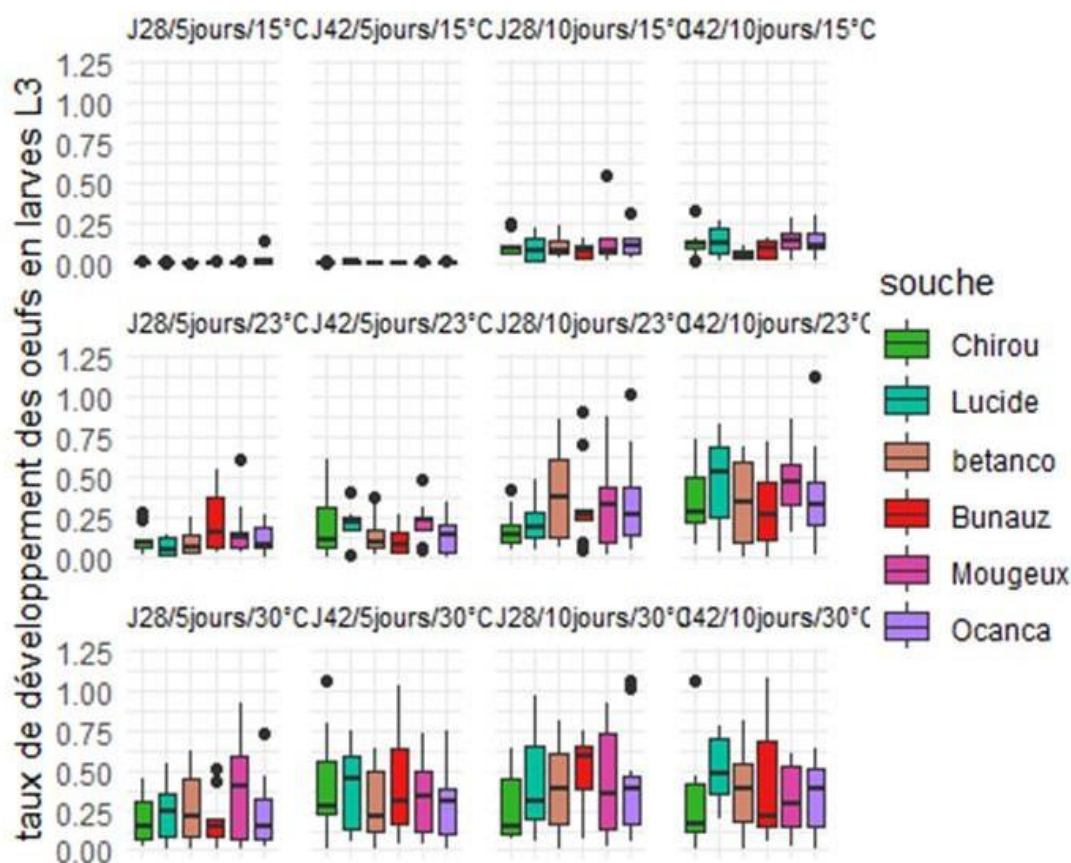 J28/5jours/15°C J42/5jours/15°C J28/10jours/15°C J42/10jours/15°C
taux de développement des oeufs en larves L3
1.25
1.00
0.75
0.50
0.25
0.00
J28/5jours/23°C J42/5jours/23°C J28/10jours/23°C J42/10jours/23°C
1.25
1.00
0.75
0.50
0.25
0.00
J28/5jours/30°C J42/5jours/30°C J28/10jours/30°C J42/10jours/30°C
1.25
1.00
0.75
0.50
0.25
0.00
souche
Chirou
Lucide
betanco
Bunauz
Mougeux
Ocanca